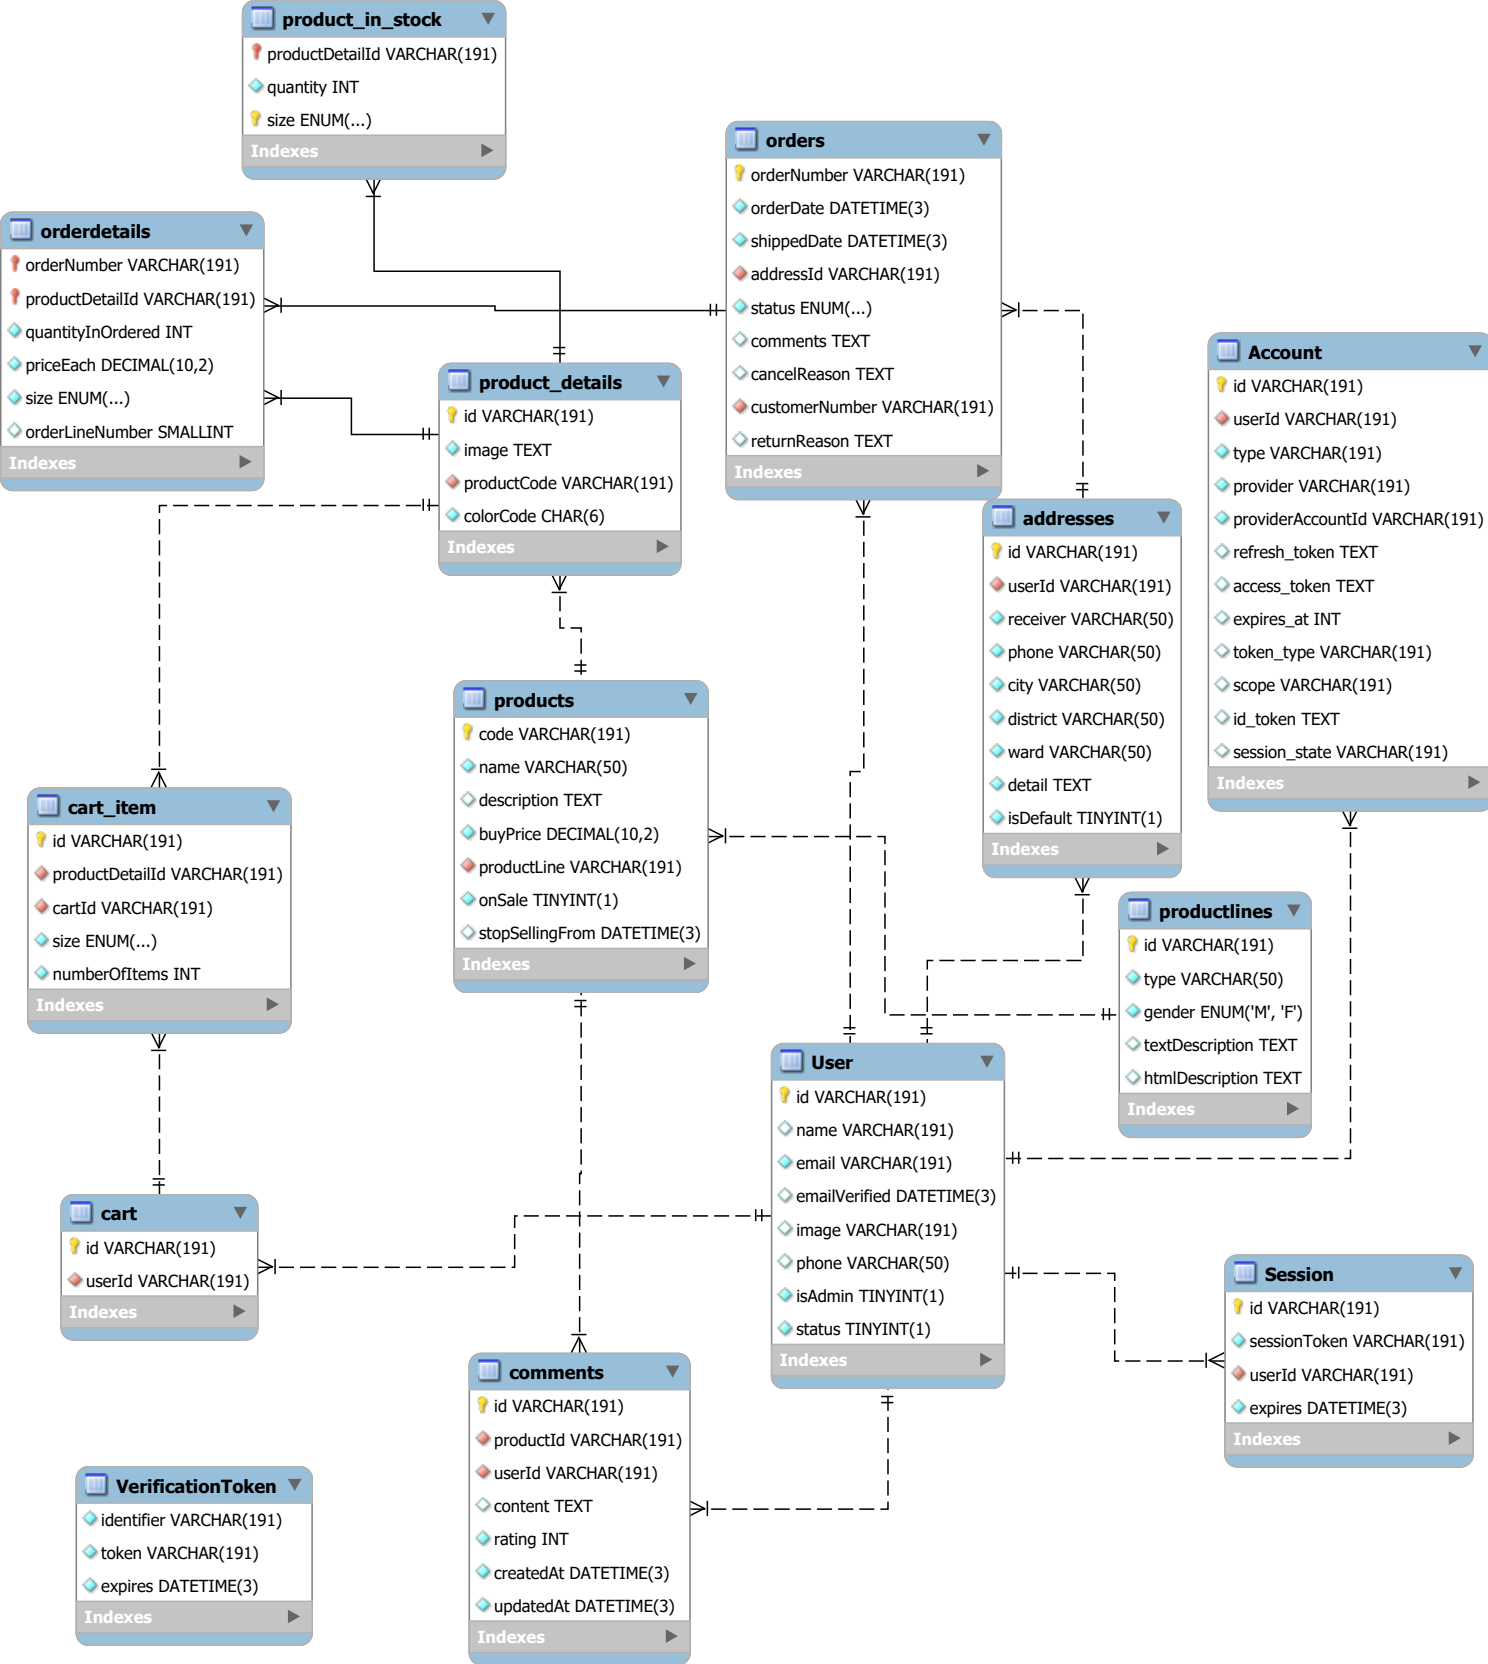 product_in_stock
productDetailId VARCHAR(191)
quantity INT
size ENUM(...)
Indexes
orderdetails
orderNumber VARCHAR(191)
productDetailId VARCHAR(191)
quantityInOrdered INT
priceEach DECIMAL(10,2)
size ENUM(...)
orderLineNumber SMALLINT
Indexes
orders
orderNumber VARCHAR(191)
orderDate DATETIME(3)
shippedDate DATETIME(3)
addressId VARCHAR(191)
status ENUM(...)
comments TEXT
cancelReason TEXT
customerNumber VARCHAR(191)
returnReason TEXT
Indexes
product_details
id VARCHAR(191)
image TEXT
productCode VARCHAR(191)
colorCode CHAR(6)
Indexes
addresses
id VARCHAR(191)
userId VARCHAR(191)
receiver VARCHAR(50)
phone VARCHAR(50)
city VARCHAR(50)
district VARCHAR(50)
ward VARCHAR(50)
detail TEXT
isDefault TINYINT(1)
Indexes
Account
id VARCHAR(191)
userId VARCHAR(191)
type VARCHAR(191)
provider VARCHAR(191)
providerAccountId VARCHAR(191)
refresh_token TEXT
access_token TEXT
expires_at INT
token_type VARCHAR(191)
scope VARCHAR(191)
id_token TEXT
session_state VARCHAR(191)
Indexes
products
code VARCHAR(191)
name VARCHAR(50)
description TEXT
buyPrice DECIMAL(10,2)
productLine VARCHAR(191)
onSale TINYINT(1)
stopSellingFrom DATETIME(3)
Indexes
cart_item
id VARCHAR(191)
productDetailId VARCHAR(191)
cartId VARCHAR(191)
size ENUM(...)
numberOfItems INT
Indexes
productlines
id VARCHAR(191)
type VARCHAR(50)
gender ENUM('M', 'F')
textDescription TEXT
htmlDescription TEXT
Indexes
User
id VARCHAR(191)
name VARCHAR(191)
email VARCHAR(191)
emailVerified DATETIME(3)
image VARCHAR(191)
phone VARCHAR(50)
isAdmin TINYINT(1)
status TINYINT(1)
Indexes
cart
id VARCHAR(191)
userId VARCHAR(191)
Indexes
Session
id VARCHAR(191)
sessionToken VARCHAR(191)
userId VARCHAR(191)
expires DATETIME(3)
Indexes
comments
id VARCHAR(191)
productId VARCHAR(191)
userId VARCHAR(191)
content TEXT
rating INT
createdAt DATETIME(3)
updatedAt DATETIME(3)
Indexes
VerificationToken
identifier VARCHAR(191)
token VARCHAR(191)
expires DATETIME(3)
Indexes